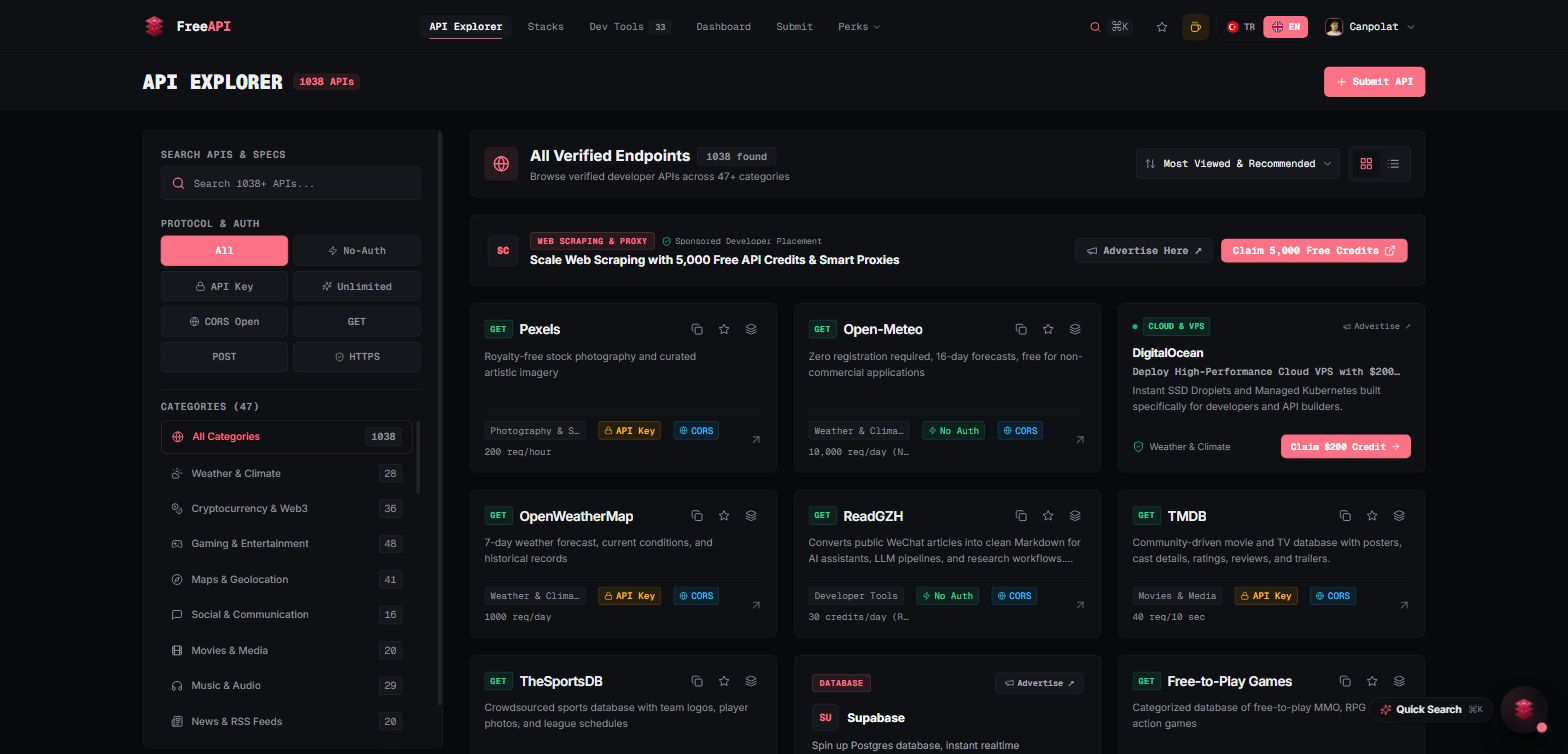 FreeAPI
API Explorer
Stacks
Dev Tools 33
Dashboard
Submit
Perks
⌘K
TR
EN
Canpolat
API EXPLORER
1038 APIs
+ Submit API
SEARCH APIS & SPECS
Search 1038+ APIs...
PROTOCOL & AUTH
All
No-Auth
API Key
Unlimited
CORS Open
GET
POST
HTTPS
CATEGORIES (47)
All Categories 1038
Weather & Climate 28
Cryptocurrency & Web3 36
Gaming & Entertainment 48
Maps & Geolocation 41
Social & Communication 16
Movies & Media 20
Music & Audio 29
News & RSS Feeds 20
All Verified Endpoints 1038 found
Browse verified developer APIs across 47+ categories
Most Viewed & Recommended
SC
WEB SCRAPING & PROXY
Sponsored Developer Placement
Scale Web Scraping with 5,000 Free API Credits & Smart Proxies
Advertise Here ↗
Claim 5,000 Free Credits
GET Pexels
Royalty-free stock photography and curated
artistic imagery
Photography & S…
API Key
CORS
200 req/hour
GET Open-Meteo
Zero registration required, 16-day forecasts, free for non-
commercial applications
Weather & Clima…
No Auth
CORS
10,000 req/day (N…
CLOUD & VPS
Advertise ↗
DigitalOcean
Deploy High-Performance Cloud VPS with $200…
Instant SSD Droplets and Managed Kubernetes built
specifically for developers and API builders.
Weather & Climate
Claim $200 Credit →
GET OpenWeatherMap
7-day weather forecast, current conditions, and
historical records
Weather & Clima…
API Key
CORS
1000 req/day
GET ReadGZH
Converts public WeChat articles into clean Markdown for
AI assistants, LLM pipelines, and research workflows....
Developer Tools
No Auth
CORS
30 credits/day (R…
GET TMDB
Community-driven movie and TV database with posters,
cast details, ratings, reviews, and trailers.
Movies & Media
API Key
CORS
40 req/10 sec
GET TheSportsDB
Crowdsourced sports database with team logos, player
photos, and league schedules
DATABASE
Advertise ↗
SU
Supabase
Spin up Postgres database, instant realtime
GET Free-to-Play Games
Categorized database of free-to-play MMO, RPG
action games
Quick Search ⌘K